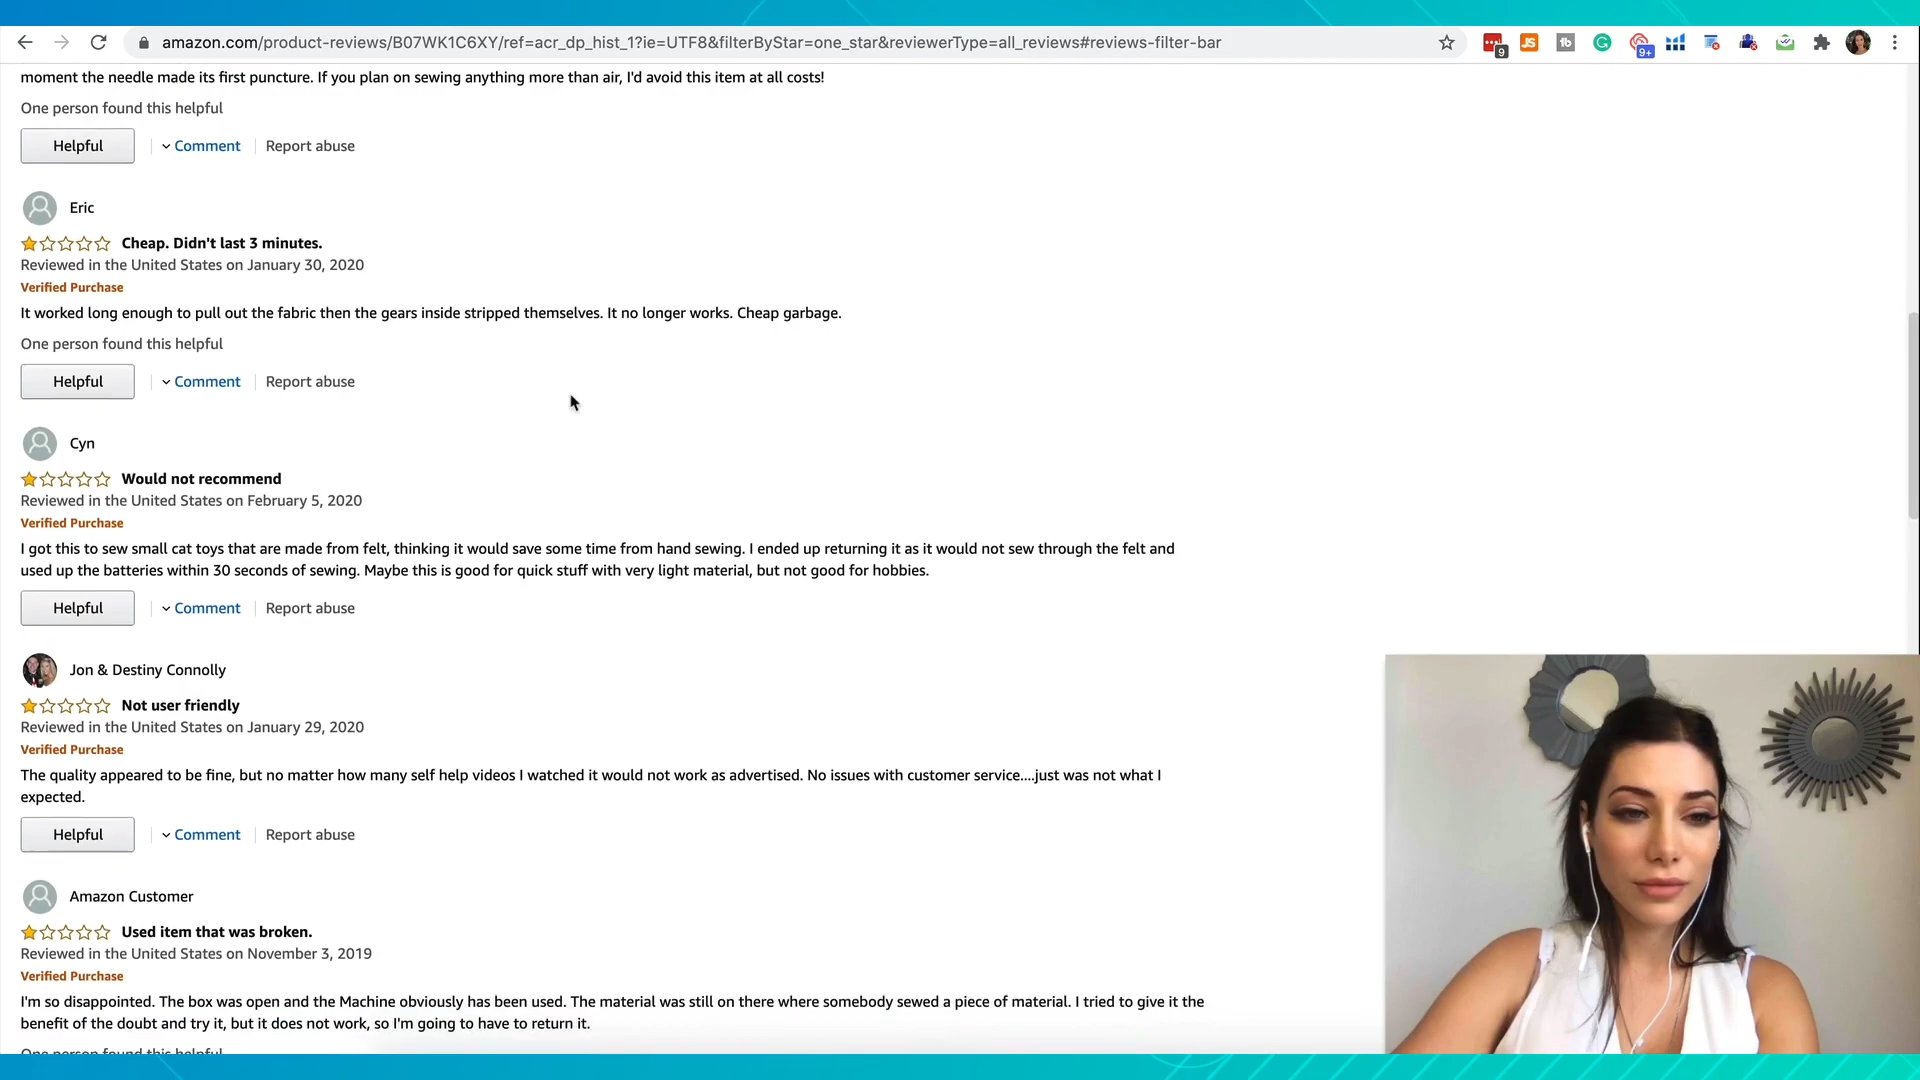 amazon.com/product-reviews/B07WK1C6XY/ref=acr_dp_hist_1?ie=UTF8&filterByStar=one_star&reviewerType=all_reviews#reviews-filter-bar
9
JS
tb
G
9+
moment the needle made its first puncture. If you plan on sewing anything more than air, I'd avoid this item at all costs!
One person found this helpful
Helpful
Comment
Report abuse
Eric
Cheap. Didn't last 3 minutes.
Reviewed in the United States on January 30, 2020
Verified Purchase
It worked long enough to pull out the fabric then the gears inside stripped themselves. It no longer works. Cheap garbage.
One person found this helpful
Helpful
Comment
Report abuse
Cyn
Would not recommend
Reviewed in the United States on February 5, 2020
Verified Purchase
I got this to sew small cat toys that are made from felt, thinking it would save some time from hand sewing. I ended up returning it as it would not sew through the felt and
used up the batteries within 30 seconds of sewing. Maybe this is good for quick stuff with very light material, but not good for hobbies.
Helpful
Comment
Report abuse
Jon & Destiny Connolly
Not user friendly
Reviewed in the United States on January 29, 2020
Verified Purchase
The quality appeared to be fine, but no matter how many self help videos I watched it would not work as advertised. No issues with customer service....just was not what I
expected.
Helpful
Comment
Report abuse
Amazon Customer
Used item that was broken.
Reviewed in the United States on November 3, 2019
Verified Purchase
I'm so disappointed. The box was open and the Machine obviously has been used. The material was still on there where somebody sewed a piece of material. I tried to give it the
benefit of the doubt and try it, but it does not work, so I'm going to have to return it.
One person found this helpful